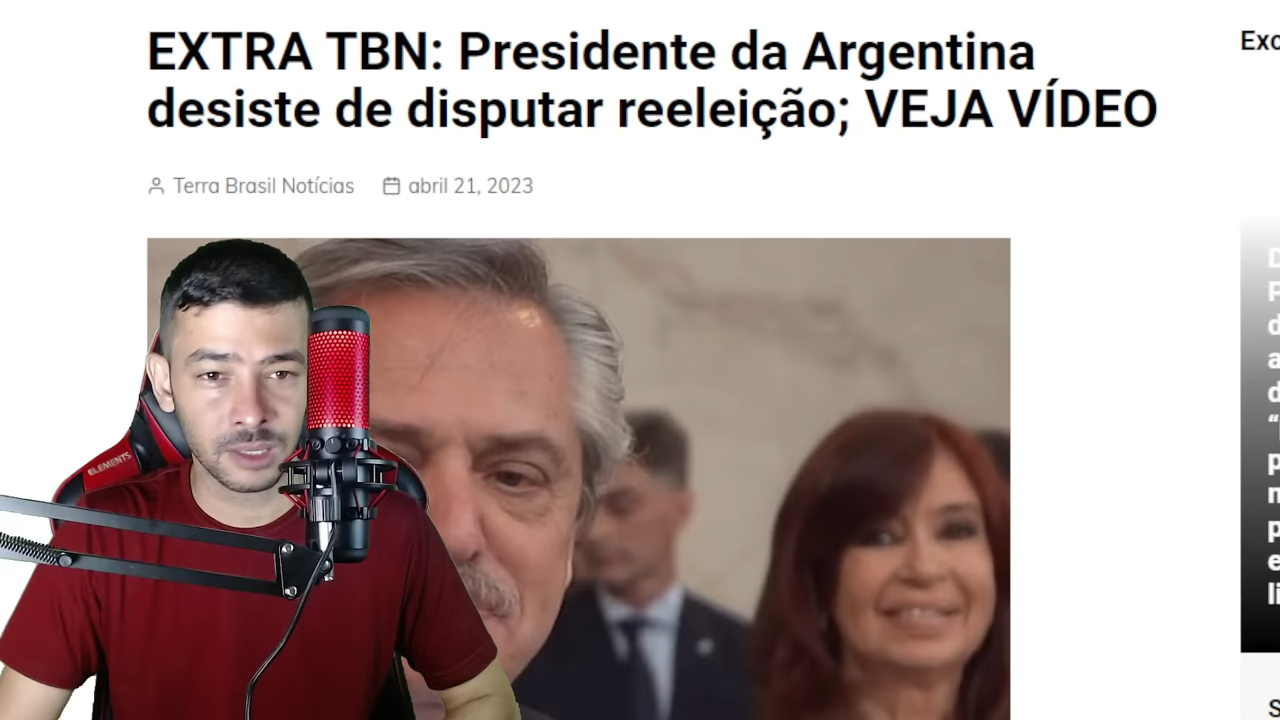 EXTRA TBN: Presidente da Argentina
desiste de disputar reeleição; VEJA VÍDEO
Terra Brasil Notícias abril 21, 2023
ELEMENTS